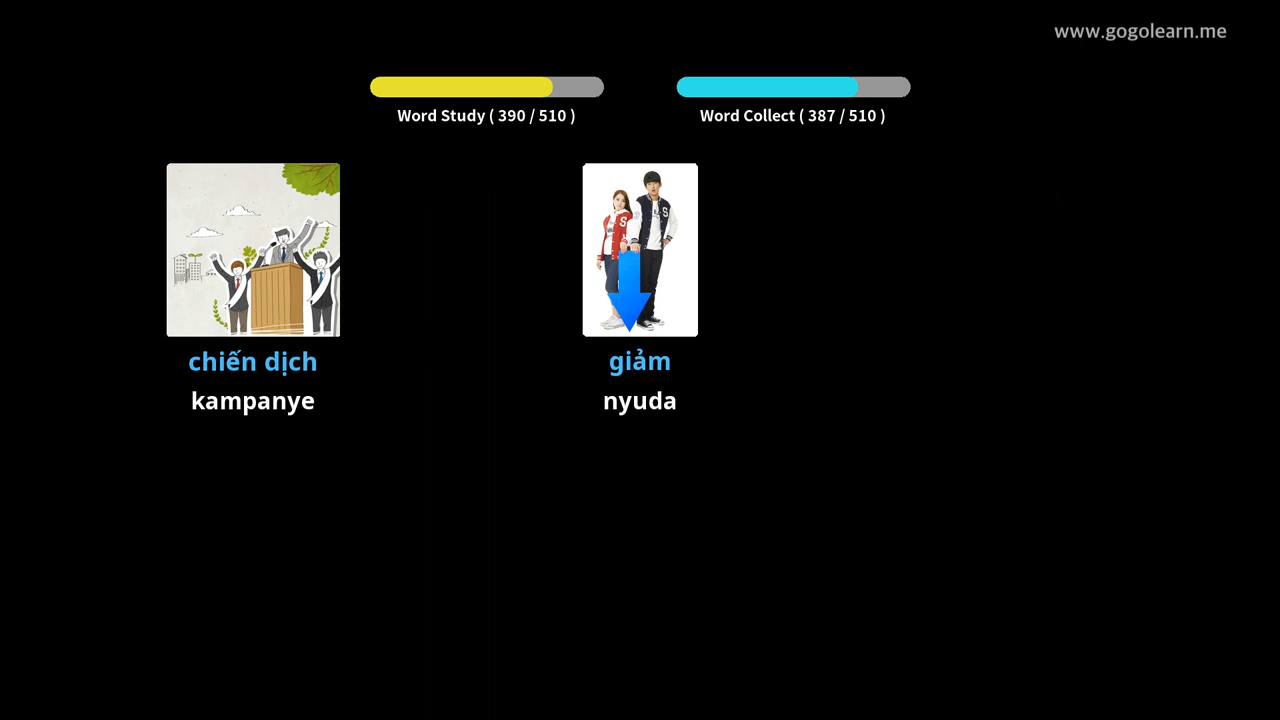 www.gogolearn.me
Word Study ( 390 / 510 )
Word Collect ( 387 / 510 )
S
S
chiến dịch
giảm
kampanye
nyuda